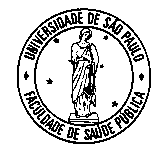 UNIVERSIDADE DE SÃO PAULO
FACULDADE DE SAÚDE PÚBLICA